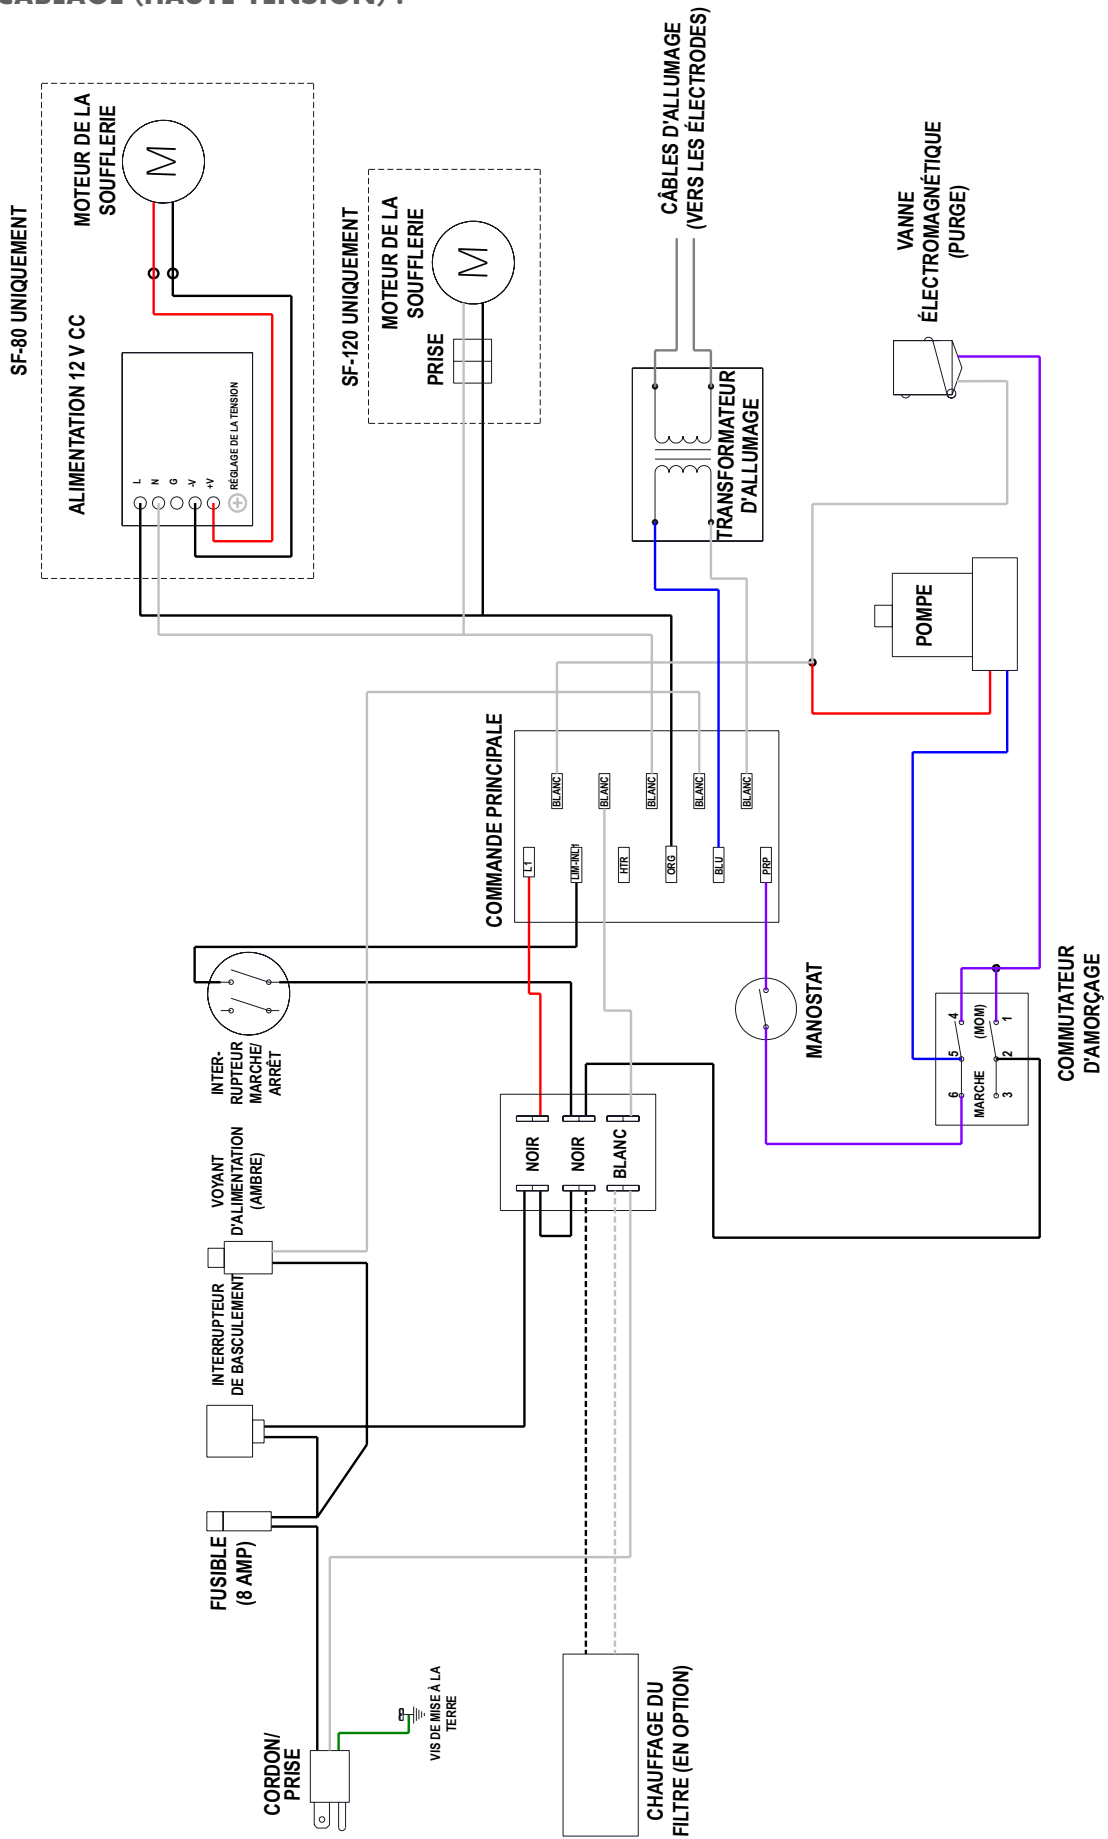 CÂBLAGE (HAUTE TENSION) :
SF-80 UNIQUEMENT
MOTEUR DE LA
SOUFFLERIE
M
ALIMENTATION 12 V CC
L
N
G
-V
+V
RÉGLAGE DE LA TENSION
SF-120 UNIQUEMENT
MOTEUR DE LA
SOUFFLERIE
M
PRISE
CÂBLES D'ALLUMAGE
(VERS LES ÉLECTRODES)
TRANSFORMATEUR
D'ALLUMAGE
VANNE
ÉLECTROMAGNÉTIQUE
(PURGE)
POMPE
COMMANDE PRINCIPALE
BLANC
BLANC
BLANC
BLANC
BLANC
L1
LIM-INL1
HTR
ORG
BLU
PRP
INTER-
RUPTEUR
MARCHE/
ARRÊT
MANOSTAT
COMMUTATEUR
D'AMORÇAGE
4
5
6
(MOM)
MARCHE
1
2
3
NOIR
NOIR
BLANC
VOYANT
D'ALIMENTATION
(AMBRE)
INTERRUPTEUR
DE BASCULEMENT
FUSIBLE
(8 AMP)
CORDON/
PRISE
VIS DE MISE À LA
TERRE
CHAUFFAGE DU
FILTRE (EN OPTION)